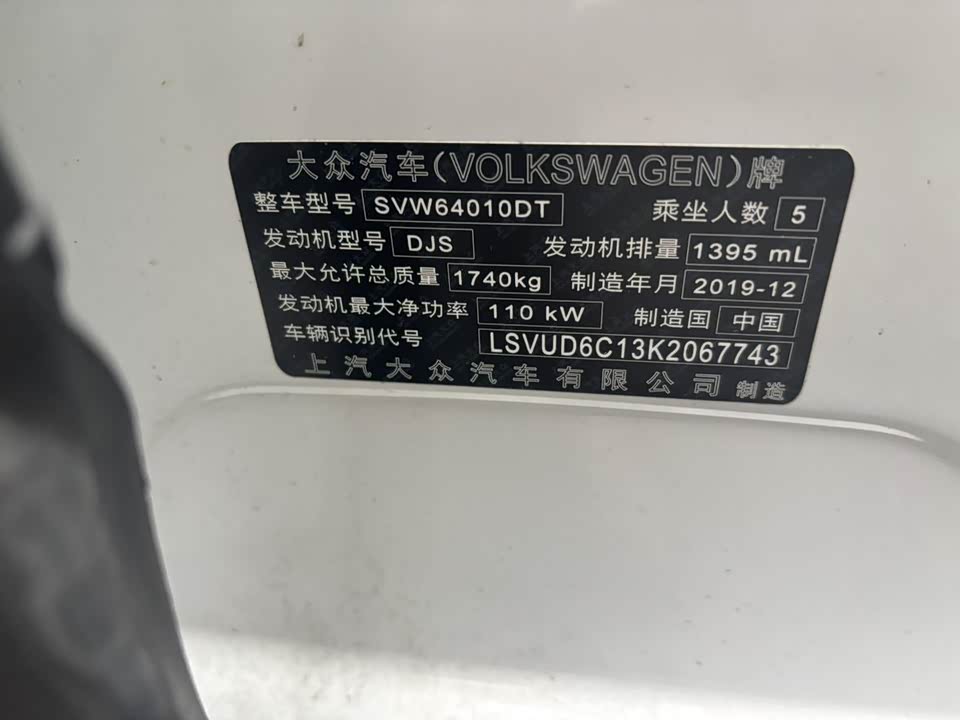 大众汽车(VOLKSWAGEN)牌
整车型号 SVW64010DT 乘坐人数 5
发动机型号 DJS 发动机排量 1395 mL
最大允许总质量 1740kg 制造年月 2019-12
发动机最大净功率 110 kW 制造国 中国
车辆识别代号 LSVUD6C13K2067743
上汽大众汽车有限公司 制造